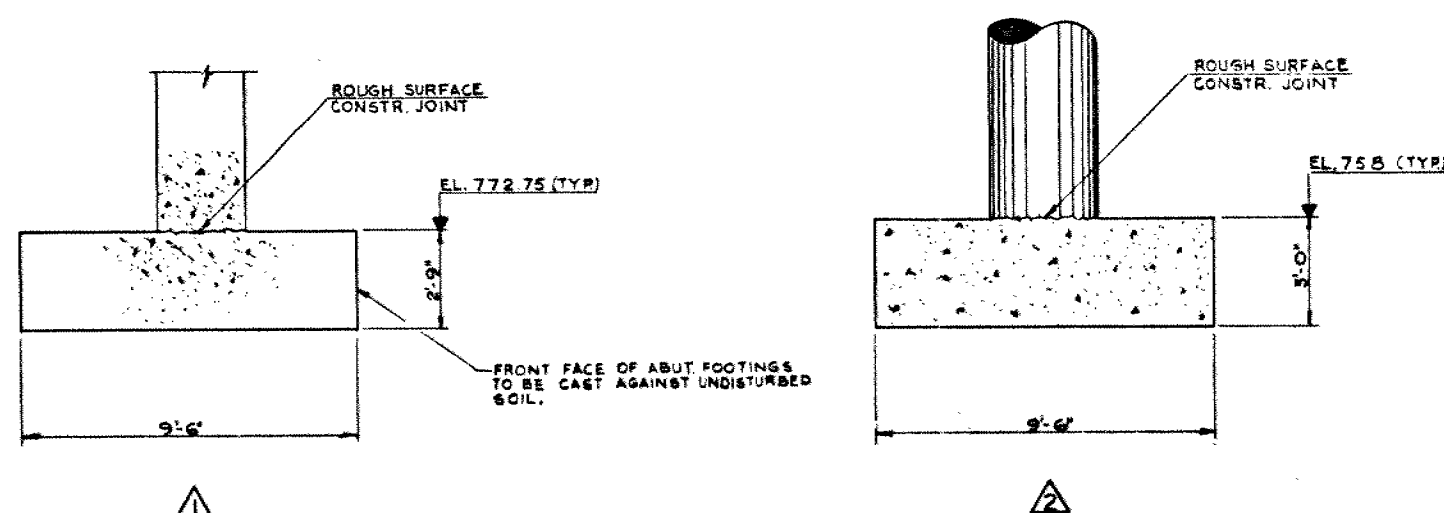 ROUGH SURFACE
CONSTR. JOINT
EL. 772.75 (TYP.)
2'-9"
FRONT FACE OF ABUT. FOOTINGS
TO BE CAST AGAINST UNDISTURBED
SOIL.
9'-6"
1
ROUGH SURFACE
CONSTR. JOINT
EL. 758 (TYP.)
3'-0"
9'-6"
2